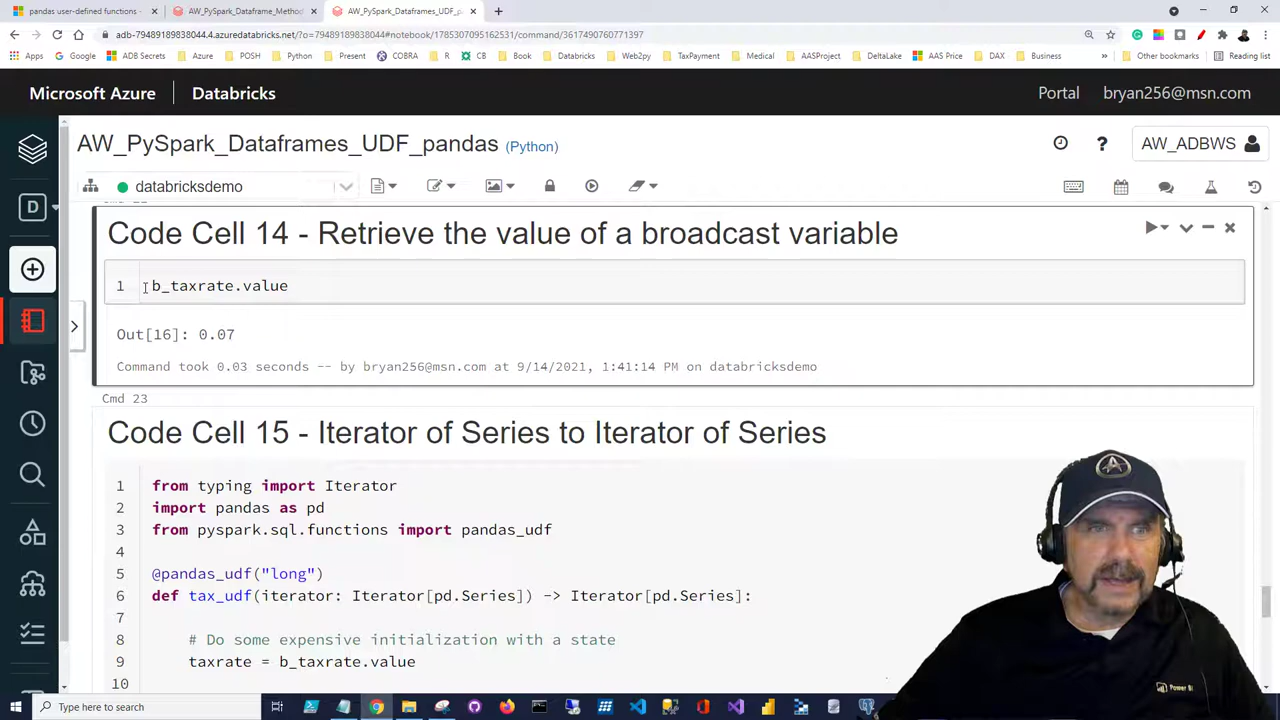 pandas user-defined functions -
AW_PySpark_Dataframe_Method
AW_PySpark_Dataframes_UDF_p
adb-79489189838044.4.azuredatabricks.net/?o=79489189838044#notebook/1785307095162531/command/3617490760771397
Apps Google ADB Secrets Azure POSH Python Present COBRA R CB Book Databricks Web2py TaxPayment Medical AASProject DeltaLake AAS Price DAX Business » Other bookmarks Reading list
Microsoft Azure Databricks Portal bryan256@msn.com
AW_PySpark_Dataframes_UDF_pandas (Python) AW_ADBWS
D databricksdemo
Code Cell 14 - Retrieve the value of a broadcast variable
1 b_taxrate.value
Out[16]: 0.07
Command took 0.03 seconds -- by bryan256@msn.com at 9/14/2021, 1:41:14 PM on databricksdemo
Cmd 23
Code Cell 15 - Iterator of Series to Iterator of Series
1 from typing import Iterator
2 import pandas as pd
3 from pyspark.sql.functions import pandas_udf
4
5 @pandas_udf("long")
6 def tax_udf(iterator: Iterator[pd.Series]) -> Iterator[pd.Series]:
7
8 # Do some expensive initialization with a state
9 taxrate = b_taxrate.value
10
Power BI
Type here to search